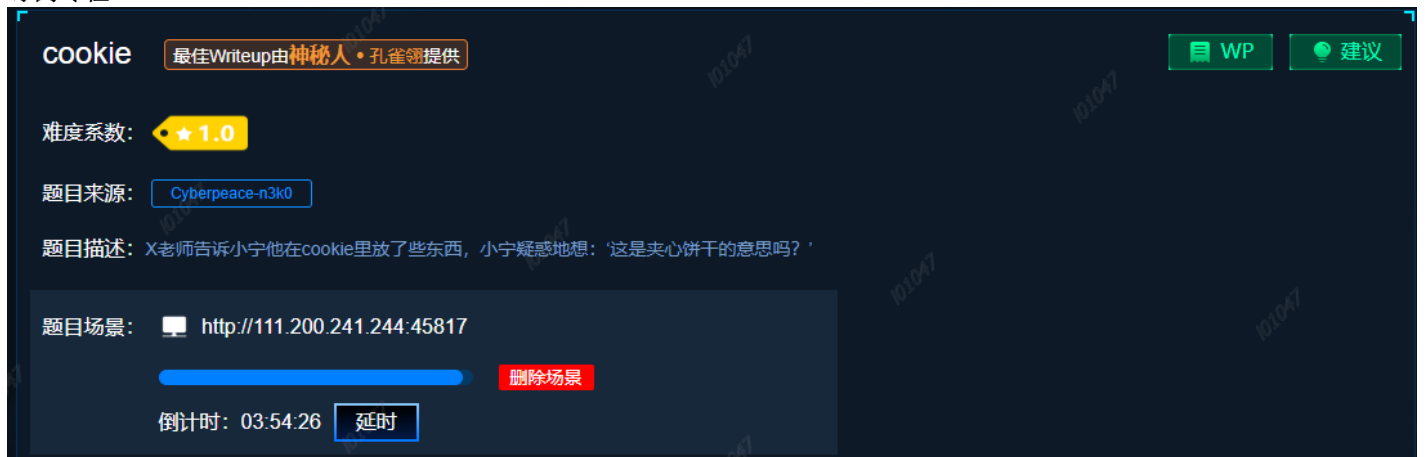 cookie 最佳Writeup由神秘人•孔雀翎提供 WP 建议
难度系数： 1.0
题目来源： Cyberpeace-n3k0
题目描述：X老师告诉小宁他在cookie里放了些东西，小宁疑惑地想：‘这是夹心饼干的意思吗？’
题目场景： http://111.200.241.244:45817
删除场景
倒计时：03:54:26 延时